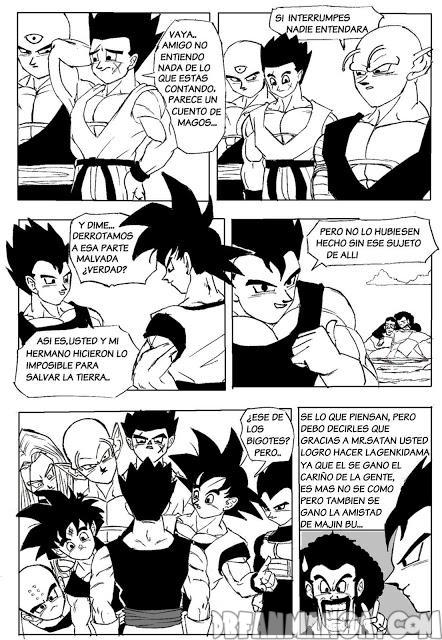 VAYA..
AMIGO NO
ENTIENDO
NADA DE LO
QUE ESTAS
CONTANDO.
PARECE UN
CUENTO DE
MAGOS...
SI INTERRUMPES
NADIE ENTENDARA
Y DIME..
DERROTAMOS
A ESA PARTE
MALVADA
¿VERDAD?
ASI ES,USTED Y MI
HERMANO HICIERON LO
IMPOSIBLE PARA
SALVAR LA TIERRA..
PERO NO LO HUBIESEN
HECHO SIN ESE SUJETO
DE ALLI
¿ESE DE
LOS
BIGOTES?
PERO..
SE LO QUE PIENSAN, PERO
DEBO DECIRLES QUE
GRACIAS A MR.SATAN USTED
LOGRO HACER LAGENKIDAMA
YA QUE EL SE GANO EL
CARIÑO DE LA GENTE,
ES MAS NO SE COMO
PERO TAMBIEN SE
GANO LA AMISTAD
DE MAJIN BU...